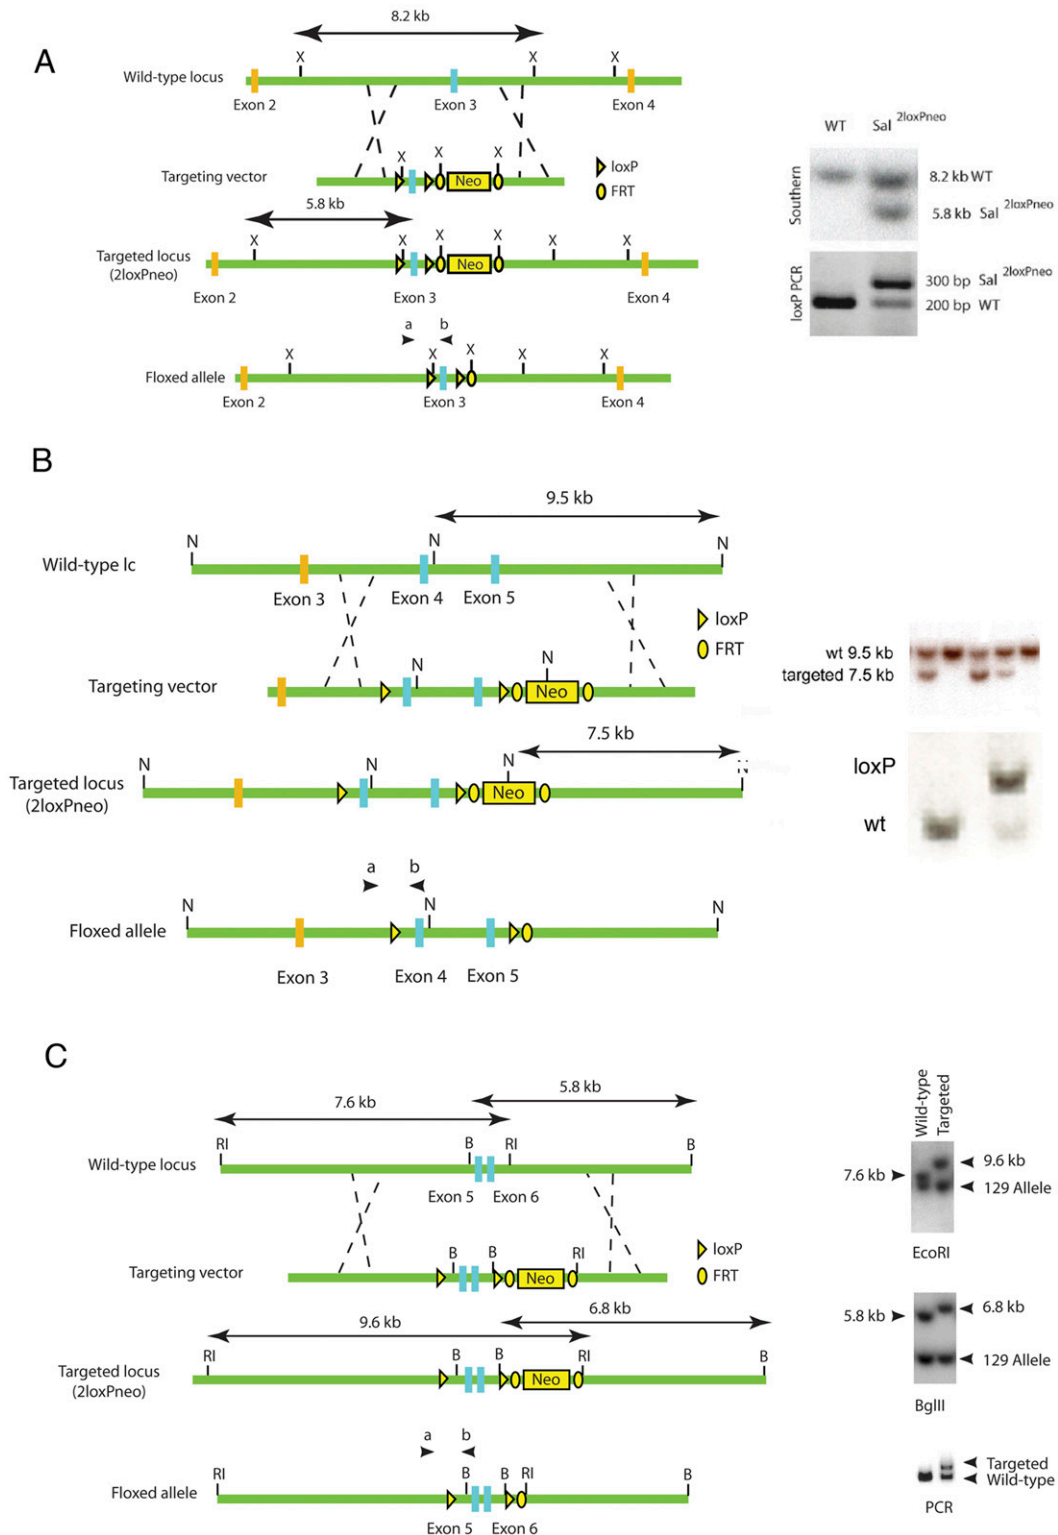 A
8.2 kb
X X X
Wild-type locus
Exon 2 Exon 3 Exon 4
X X X
Targeting vector
Neo
loxP
FRT
5.8 kb
X X X X X X
Targeted locus
(2loxPneo)
Neo
Exon 2 Exon 3 Exon 4
a b
X X X X X
Floxed allele
Exon 2 Exon 3 Exon 4
WT Sal 2loxPneo
Southern
8.2 kb WT
5.8 kb Sal 2loxPneo
loxP PCR
300 bp Sal 2loxPneo
200 bp WT
B
9.5 kb
N N N
Wild-type lc
Exon 3 Exon 4 Exon 5
loxP
FRT
N N
Targeting vector
Neo
7.5 kb
N N N N
Targeted locus
(2loxPneo)
Neo
a b
N N N
Floxed allele
Exon 3 Exon 4 Exon 5
wt 9.5 kb
targeted 7.5 kb
loxP
wt
C
7.6 kb 5.8 kb
RI B RI B
Wild-type locus
Exon 5 Exon 6
B B RI
Targeting vector
Neo
loxP
FRT
9.6 kb 6.8 kb
RI B B RI B
Targeted locus
(2loxPneo)
Neo
a b
RI B B RI B
Floxed allele
Exon 5 Exon 6
Wild-type
Targeted
7.6 kb
9.6 kb
129 Allele
EcoRI
5.8 kb
6.8 kb
129 Allele
BglII
Targeted
Wild-type
PCR